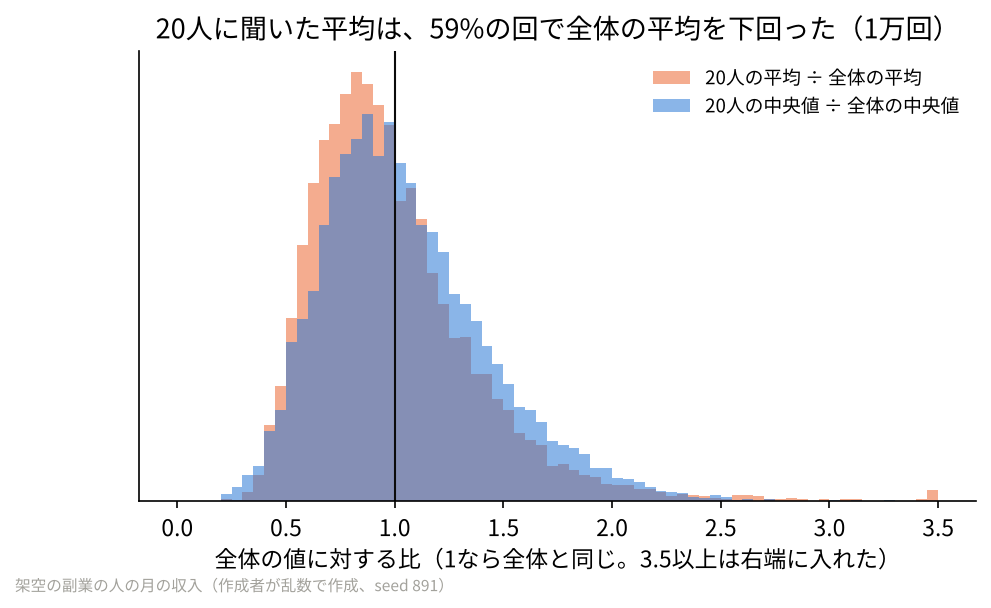 20人に聞いた平均は、59%の回で全体の平均を下回った（1万回）
20人の平均 ÷ 全体の平均
20人の中央値 ÷ 全体の中央値
0.0 0.5 1.0 1.5 2.0 2.5 3.0 3.5
全体の値に対する比（1なら全体と同じ。3.5以上は右端に入れた）
架空の副業の人の月の収入（作成者が乱数で作成、seed 891）